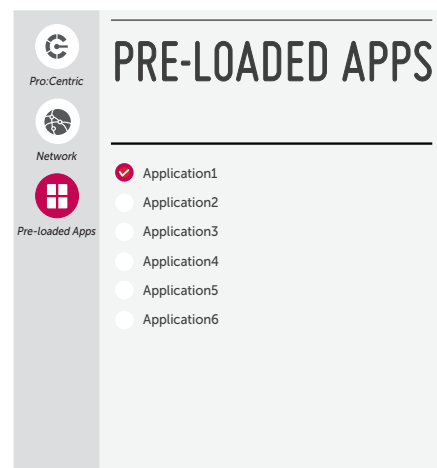 Pro:Centric
Network
Pre-loaded Apps
PRE-LOADED APPS
Application1
Application2
Application3
Application4
Application5
Application6